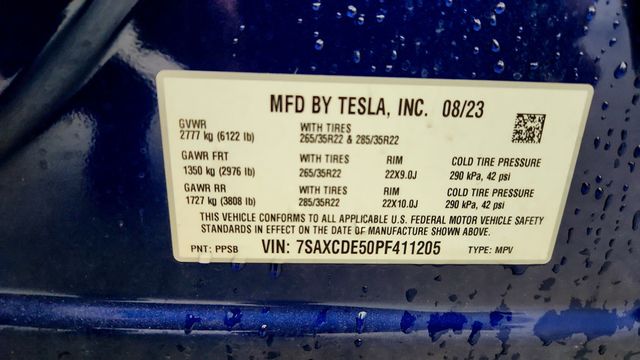 MFD BY TESLA, INC. 08/23
GVWR
2777 kg (6122 lb) WITH TIRES
265/35R22 & 285/35R22
GAWR FRT WITH TIRES RIM COLD TIRE PRESSURE
1350 kg (2976 lb) 265/35R22 22X9.0J 290 kPa, 42 psi
GAWR RR WITH TIRES RIM COLD TIRE PRESSURE
1727 kg (3808 lb) 285/35R22 22X10.0J 290 kPa, 42 psi
THIS VEHICLE CONFORMS TO ALL APPLICABLE U.S. FEDERAL MOTOR VEHICLE SAFETY
STANDARDS IN EFFECT ON THE DATE OF MANUFACTURE SHOWN ABOVE.
PNT: PPSB VIN: 7SAXCDE50PF411205 TYPE: MPV